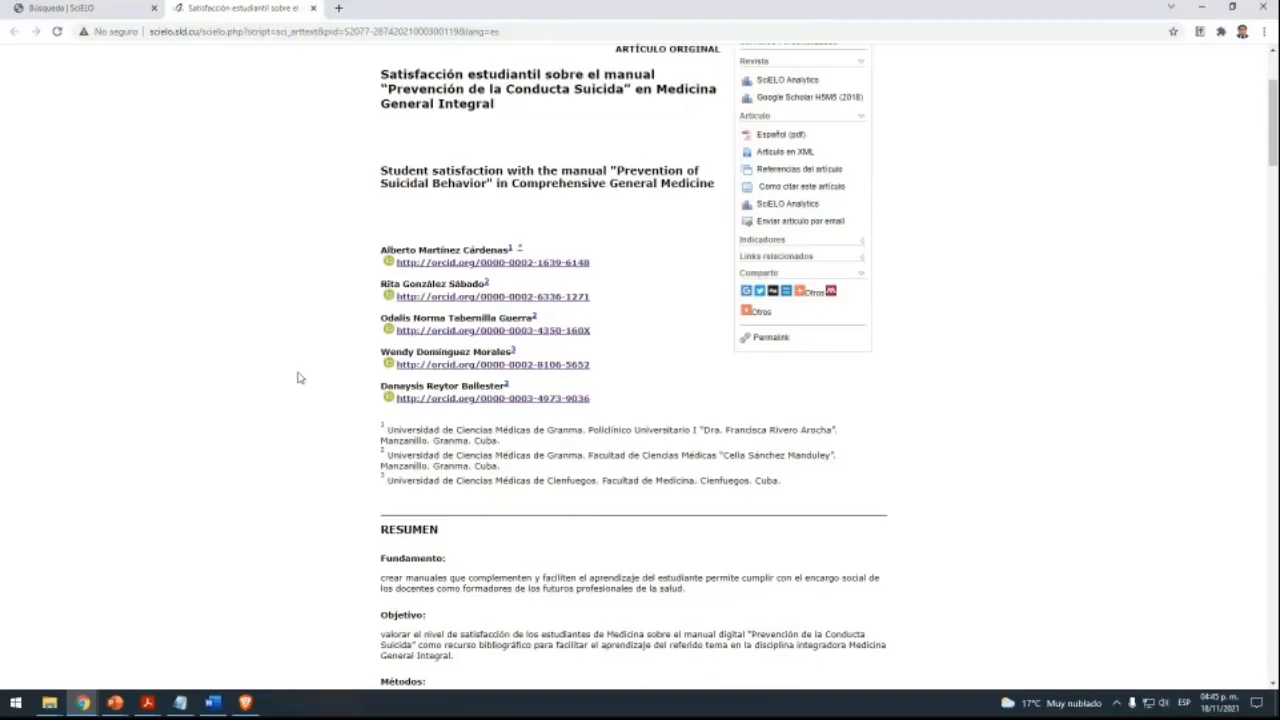 Búsqueda | SciELO
Satisfacción estudiantil sobre el
No seguro
scielo.sld.cu/scielo.php?script=sci_arttext&pid=S2077-28742021000300119&lang=es
ARTÍCULO ORIGINAL
Satisfacción estudiantil sobre el manual
“Prevención de la Conducta Suicida” en Medicina
General Integral
Student satisfaction with the manual "Prevention of
Suicidal Behavior" in Comprehensive General Medicine
Alberto Martínez Cárdenas1 *
http://orcid.org/0000-0002-1639-6148
Rita González Sábado2
http://orcid.org/0000-0002-6336-1271
Odalis Norma Tabernilla Guerra2
http://orcid.org/0000-0003-4350-160X
Wendy Domínguez Morales3
http://orcid.org/0000-0002-8106-5652
Danaysis Reytor Ballester2
http://orcid.org/0000-0003-4973-9036
1 Universidad de Ciencias Médicas de Granma. Policlínico Universitario I “Dra. Francisca Rivero Arocha”.
Manzanillo. Granma. Cuba.
2 Universidad de Ciencias Médicas de Granma. Facultad de Ciencias Médicas “Celia Sánchez Manduley”.
Manzanillo. Granma. Cuba.
3 Universidad de Ciencias Médicas de Cienfuegos. Facultad de Medicina. Cienfuegos. Cuba.
RESUMEN
Fundamento:
crear manuales que complementen y faciliten el aprendizaje del estudiante permite cumplir con el encargo social de
los docentes como formadores de los futuros profesionales de la salud.
Objetivo:
valorar el nivel de satisfacción de los estudiantes de Medicina sobre el manual digital “Prevención de la Conducta
Suicida” como recurso bibliográfico para facilitar el aprendizaje del referido tema en la disciplina integradora Medicina
General Integral.
Métodos:
Revista
SciELO Analytics
Google Scholar H5M5 (2018)
Articulo
Español (pdf)
Articulo en XML
Referencias del artículo
Como citar este artículo
SciELO Analytics
Enviar articulo por email
Indicadores
Links relacionados
Compartir
Otros
Otros
Permalink
17°C Muy nublado
ESP
04:45 p. m.
18/11/2021